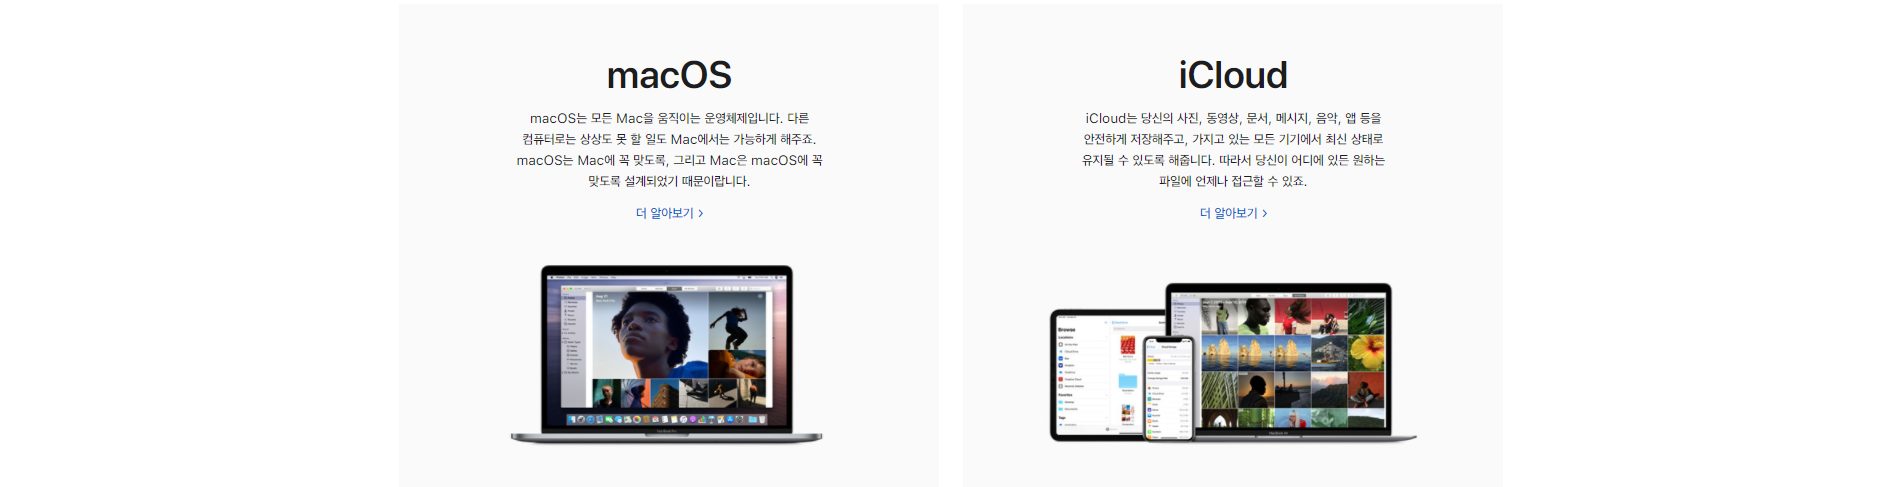 macOS
macOS는 모든 Mac을 움직이는 운영체제입니다. 다른
컴퓨터로는 상상도 못 할 일도 Mac에서는 가능하게 해주죠.
macOS는 Mac에 꼭 맞도록, 그리고 Mac은 macOS에 꼭
맞도록 설계되었기 때문이랍니다.
더 알아보기 >
iCloud
iCloud는 당신의 사진, 동영상, 문서, 메시지, 음악, 앱 등을
안전하게 저장해주고, 가지고 있는 모든 기기에서 최신 상태로
유지될 수 있도록 해줍니다. 따라서 당신이 어디에 있든 원하는
파일에 언제나 접근할 수 있죠.
더 알아보기 >
Browse
Locations
Favorites
Tags